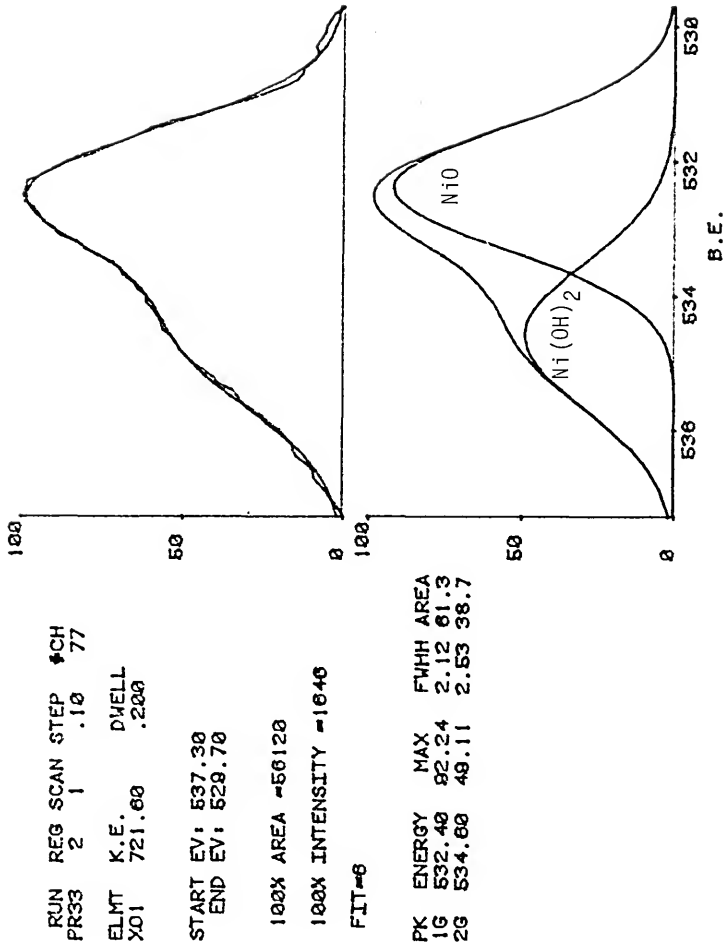 100
50
0
100
50
0
NiO
Ni(OH)2
536
534
532
530
B.E.
RUN REG SCAN STEP #CH
PR33 2 1 .10 77
ELMT K.E. DWELL
XO1 721.60 .200
START EV: 537.30
END EV: 529.70
100% AREA =56120
100% INTENSITY =1646
FIT=6
PK ENERGY MAX FWHH AREA
1G 532.40 92.24 2.12 61.3
2G 534.60 49.11 2.53 38.7